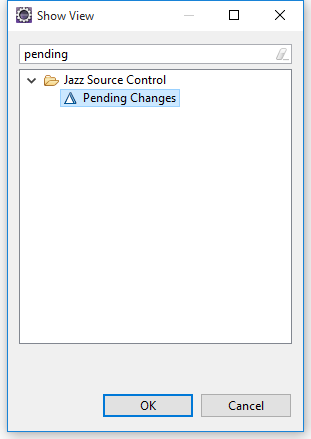 Show View
pending
Jazz Source Control
Pending Changes
OK
Cancel